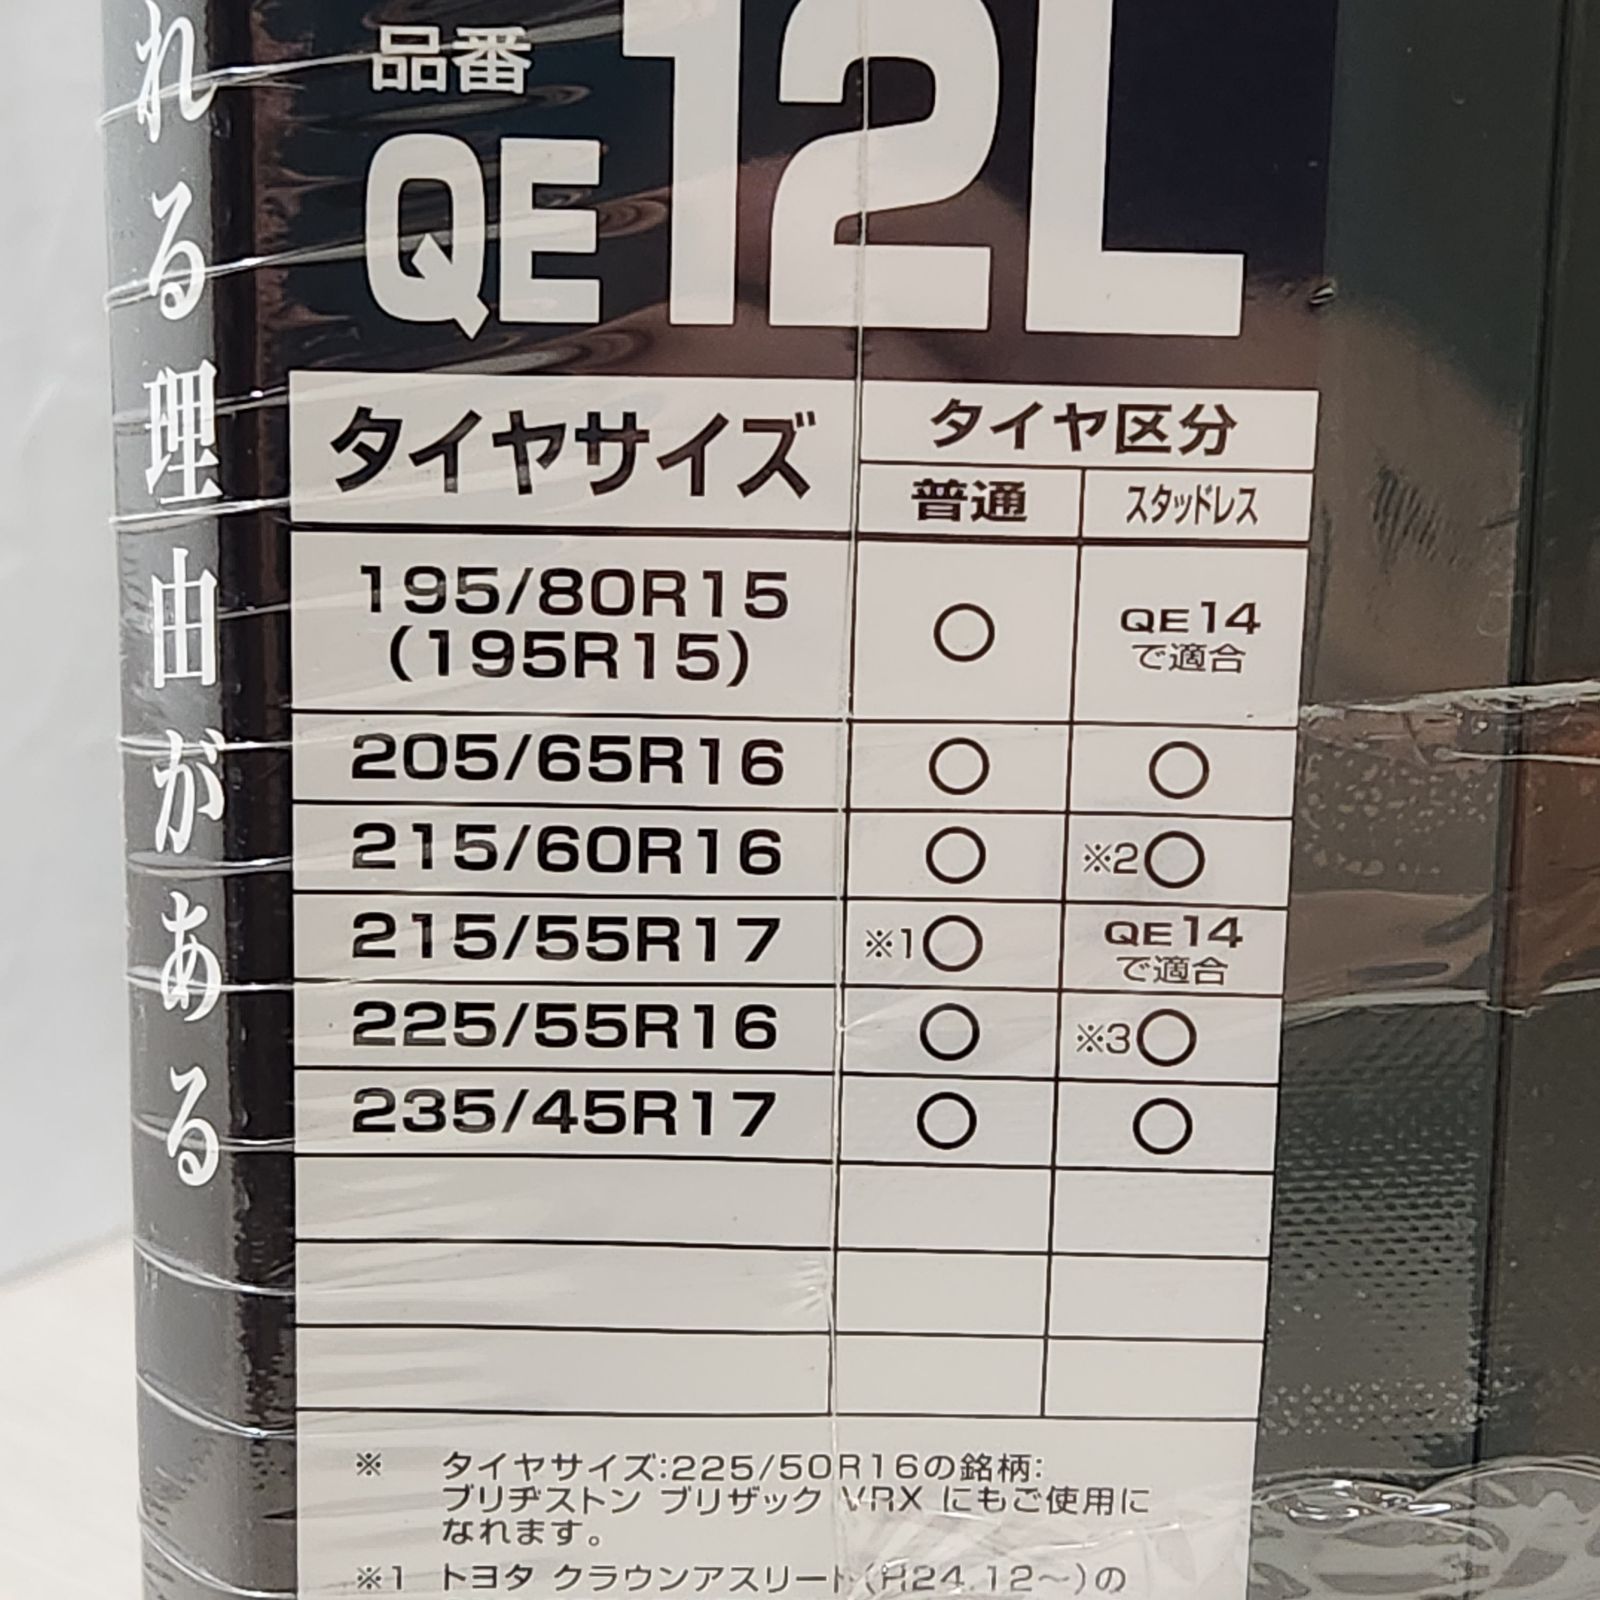 れる理由がある
品番
QE12L
タイヤサイズ タイヤ区分
普通 スタッドレス
195/80R15
(195R15) ○ QE14
で適合
205/65R16 ○ ○
215/60R16 ○ ※2○
215/55R17 ※1○ QE14
で適合
225/55R16 ○ ※3○
235/45R17 ○ ○
※ タイヤサイズ:225/50R16の銘柄:
ブリヂストン ブリザック VRX にもご使用に
なれます。
※1 トヨタ クラウンアスリート(H24.12〜)の